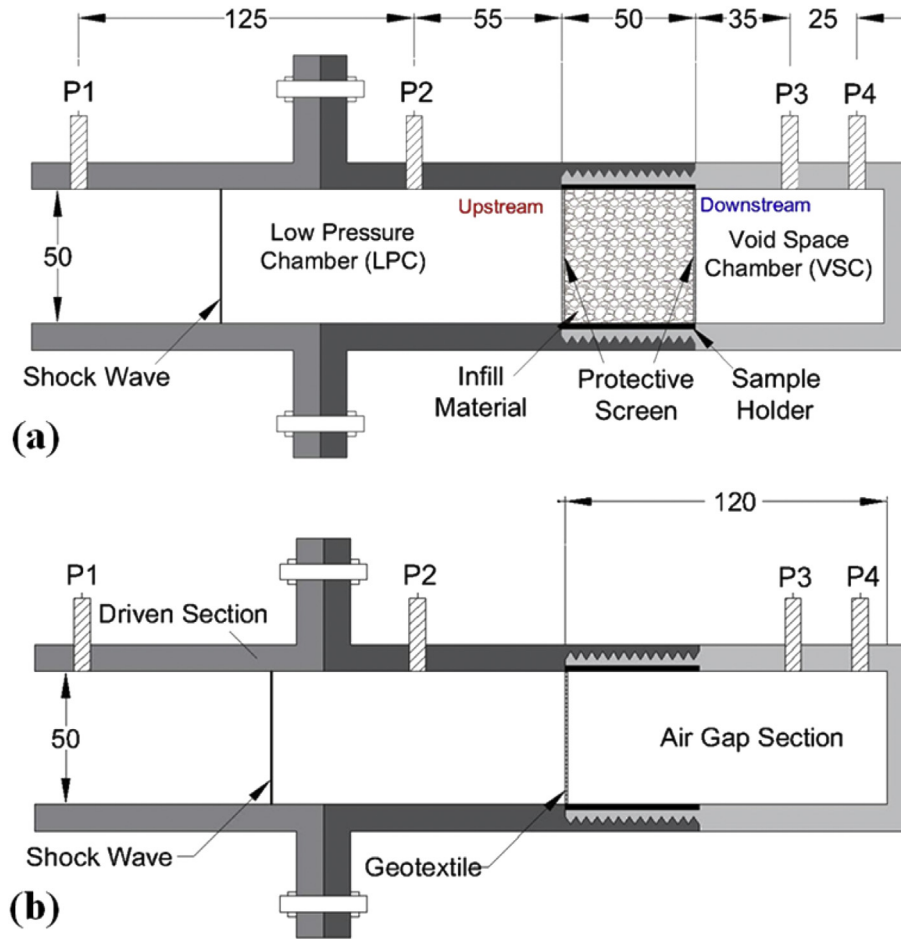 125
55
50
35
25
P1
P2
P3
P4
50
Low Pressure
Chamber (LPC)
Upstream
Downstream
Void Space
Chamber (VSC)
Shock Wave
Infill
Material
Protective
Screen
Sample
Holder
(a)
120
P1
P2
P3
P4
Driven Section
50
Air Gap Section
Shock Wave
Geotextile
(b)